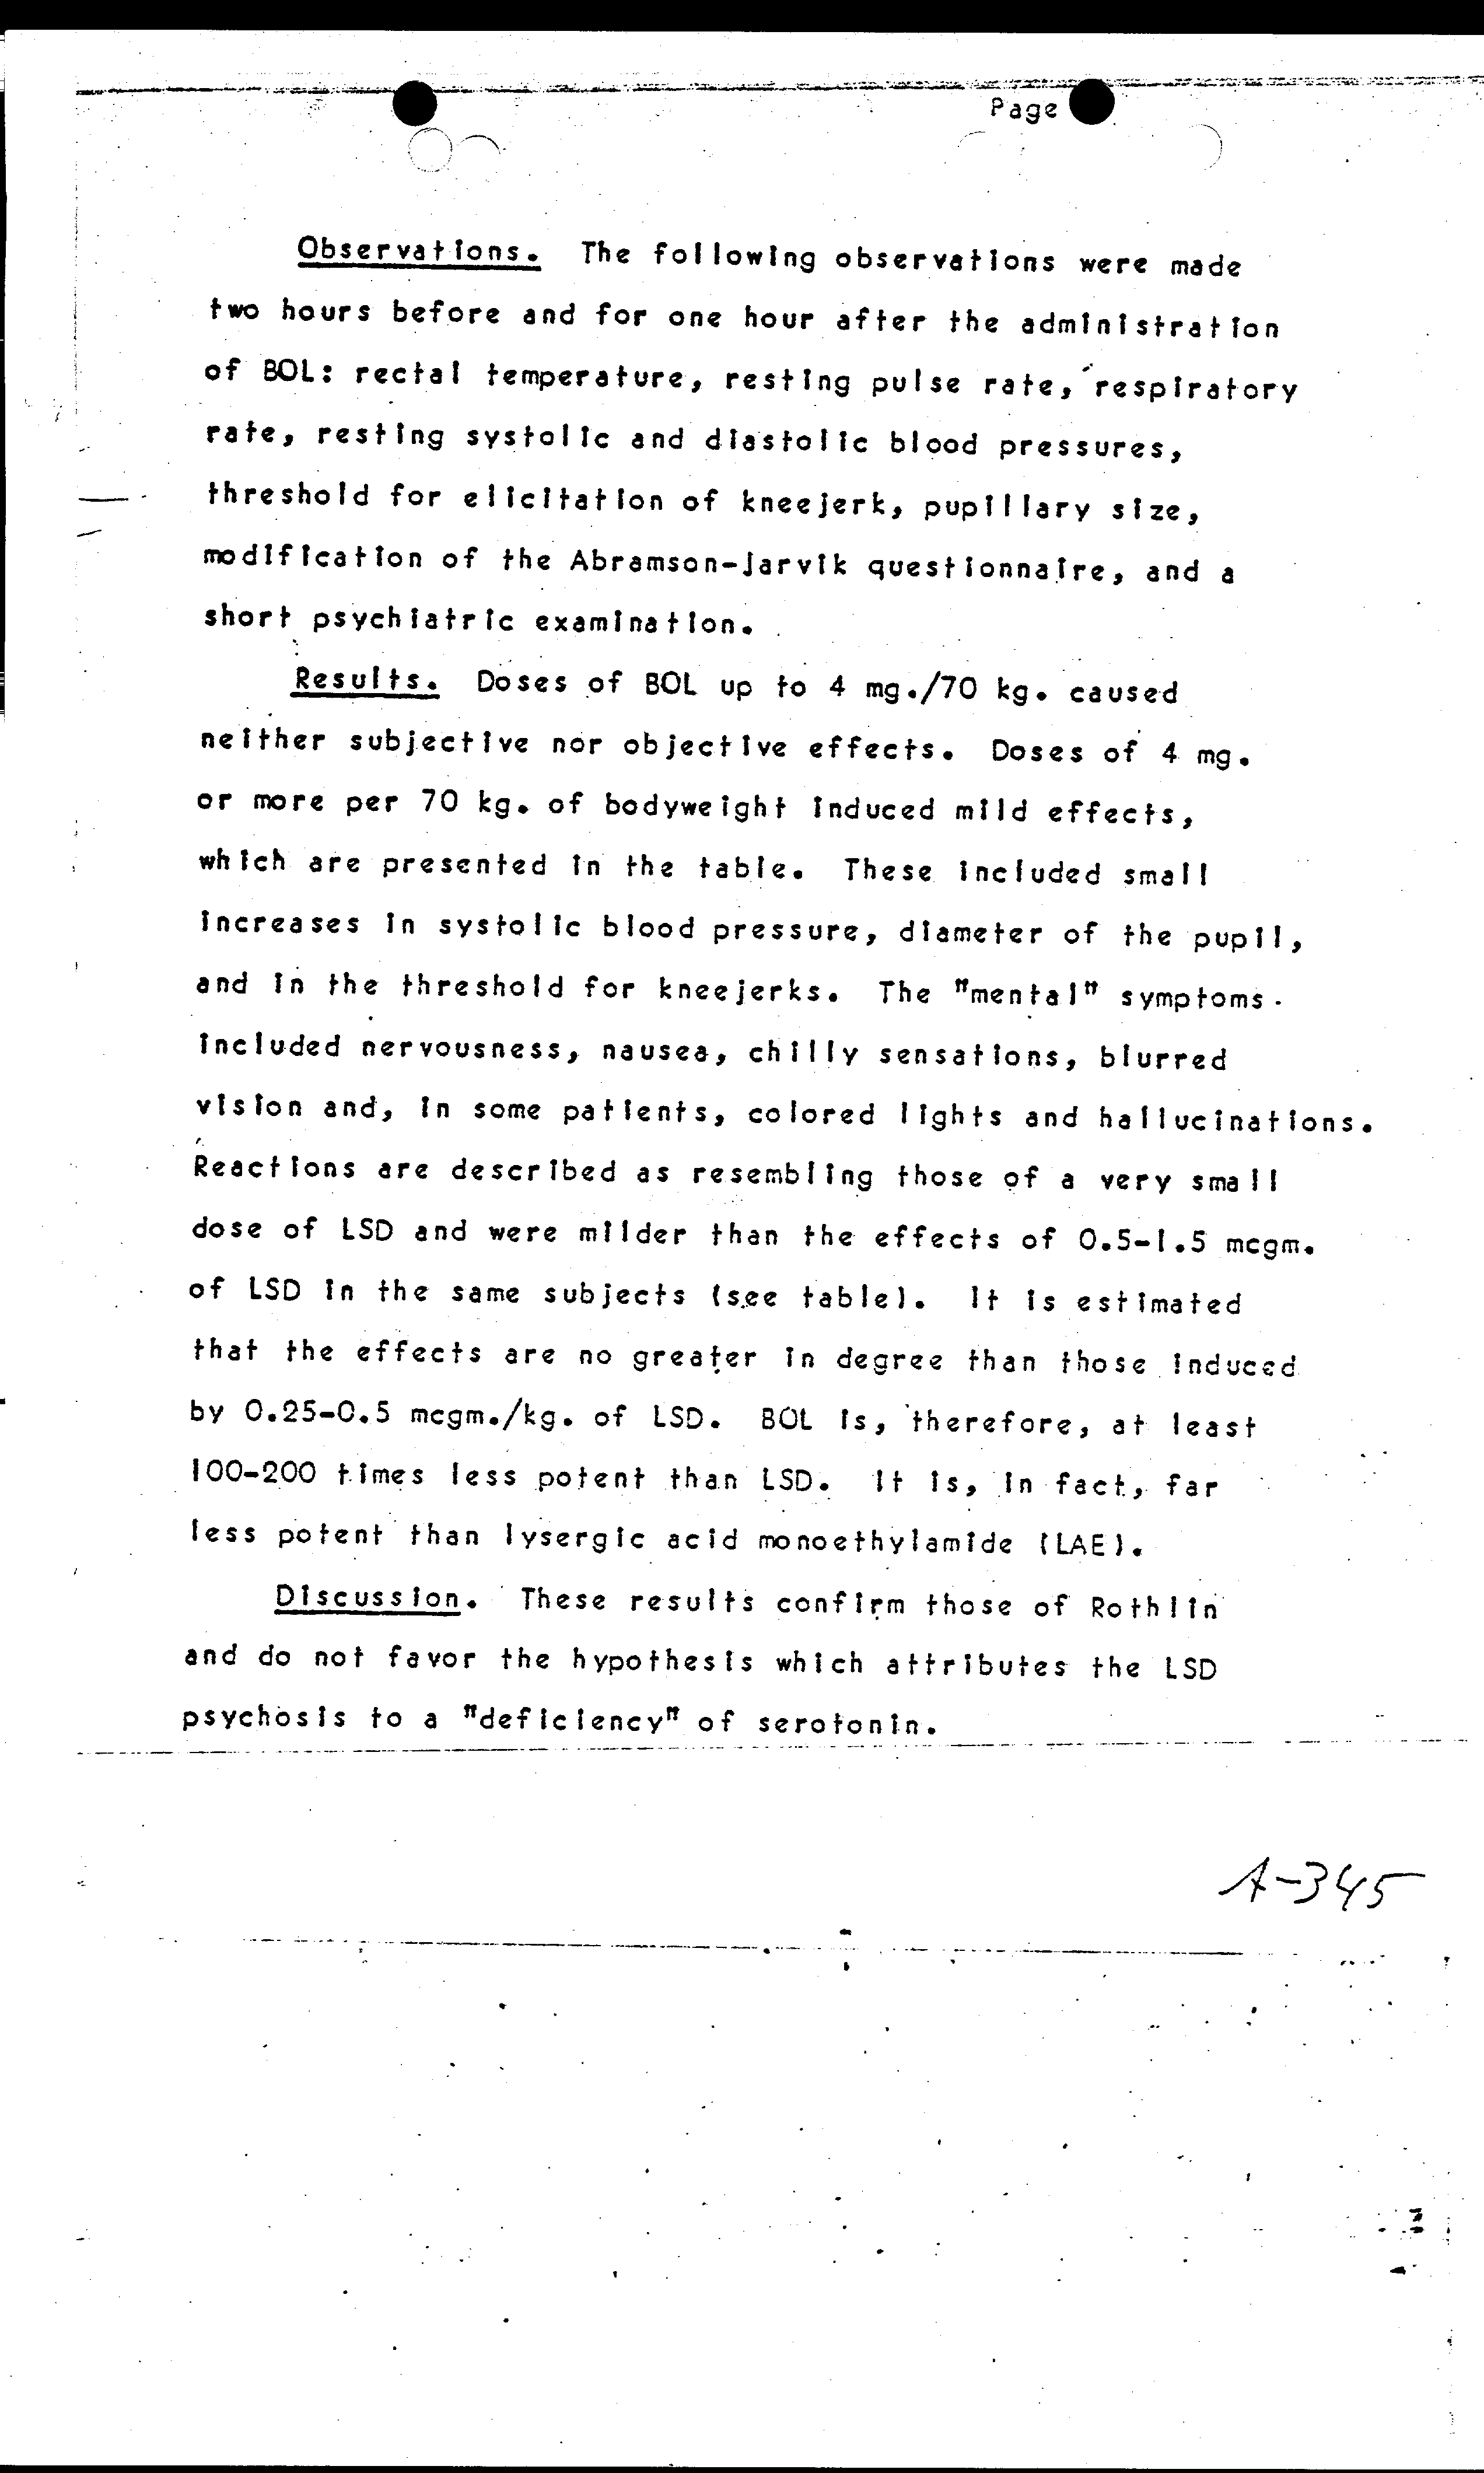 Page
Observations. The following observations were made
two hours before and for one hour after the administration
of BOL: rectal temperature, resting pulse rate, respiratory
rate, resting systolic and diastolic blood pressures,
threshold for elicitation of kneejerk, pupillary size,
modification of the Abramson-Jarvik questionnaire, and a
short psychiatric examination.
Results. Doses of BOL up to 4 mg./70 kg. caused
neither subjective nor objective effects. Doses of 4 mg.
or more per 70 kg. of bodyweight induced mild effects,
which are presented in the table. These included small
increases in systolic blood pressure, diameter of the pupil,
and in the threshold for kneejerks. The "mental" symptoms
included nervousness, nausea, chilly sensations, blurred
vision and, in some patients, colored lights and hallucinations.
Reactions are described as resembling those of a very small
dose of LSD and were milder than the effects of 0.5-1.5 mcgm.
of LSD in the same subjects (see table). It is estimated
that the effects are no greater in degree than those induced
by 0.25-0.5 mcgm./kg. of LSD. BOL is, therefore, at least
100-200 times less potent than LSD. It is, in fact, far
less potent than lysergic acid monoethylamide (LAE).
Discussion. These results confirm those of Rothlin
and do not favor the hypothesis which attributes the LSD
psychosis to a "deficiency" of serotonin.
A-345